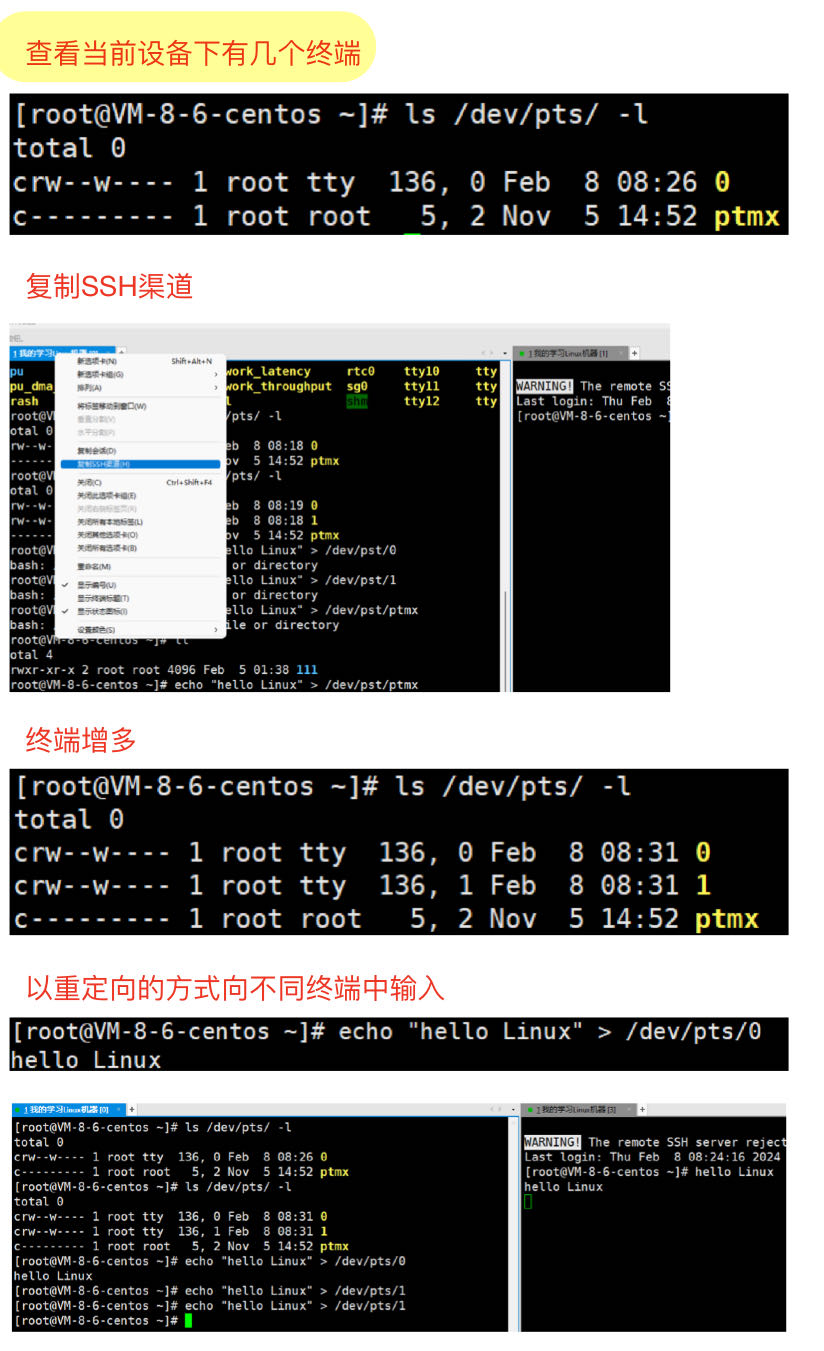 查看当前设备下有几个终端
[root@VM-8-6-centos ~]# ls /dev/pts/ -l
total 0
crw--w---- 1 root tty  136, 0 Feb  8 08:26 0
c--------- 1 root root   5, 2 Nov  5 14:52 ptmx
复制SSH渠道
1 我的学习
新选项卡(N) Shift+Alt+N
新选项卡组(G) ›
排列(A) ›
将标签移动到窗口(W)
垂直分割(V)
水平分割(P)
复制会话(D)
复制SSH渠道(H)
关闭(C) Ctrl+Shift+F4
关闭此选项卡组(E)
关闭右侧标签页(R)
关闭所有本地标签(L)
关闭其他选项卡(O)
关闭所有选项卡(B)
重命名(M)
显示编号(U)
显示终端标题(T)
显示状态图标(I)
设置颜色(S) ›
pu work_latency rtc0 tty10 tty
pu_dma_ work_throughput sg0 tty11 tty
rash l shm tty12 tty
root@V /pts/ -l
otal 0
rw--w- eb  8 08:18 0
------ ov  5 14:52 ptmx
root@V /pts/ -l
otal 0
rw--w- eb  8 08:19 0
rw--w- eb  8 08:18 1
------ ov  5 14:52 ptmx
root@V ello Linux" > /dev/pst/0
bash: or directory
root@V ello Linux" > /dev/pst/1
bash: or directory
root@V ello Linux" > /dev/pst/ptmx
bash: ile or directory
root@VM-8-6-centos ~]# ll
otal 4
rwxr-xr-x 2 root root 4096 Feb  5 01:38 111
root@VM-8-6-centos ~]# echo "hello Linux" > /dev/pst/ptmx
1 我的学习Linux机器 [1] +
WARNING! The remote SS
Last login: Thu Feb  8
[root@VM-8-6-centos ~]
终端增多
[root@VM-8-6-centos ~]# ls /dev/pts/ -l
total 0
crw--w---- 1 root tty  136, 0 Feb  8 08:31 0
crw--w---- 1 root tty  136, 1 Feb  8 08:31 1
c--------- 1 root root   5, 2 Nov  5 14:52 ptmx
以重定向的方式向不同终端中输入
[root@VM-8-6-centos ~]# echo "hello Linux" > /dev/pts/0
hello Linux
1 我的学习Linux机器 [0] +
[root@VM-8-6-centos ~]# ls /dev/pts/ -l
total 0
crw--w---- 1 root tty  136, 0 Feb  8 08:26 0
c--------- 1 root root   5, 2 Nov  5 14:52 ptmx
[root@VM-8-6-centos ~]# ls /dev/pts/ -l
total 0
crw--w---- 1 root tty  136, 0 Feb  8 08:31 0
crw--w---- 1 root tty  136, 1 Feb  8 08:31 1
c--------- 1 root root   5, 2 Nov  5 14:52 ptmx
[root@VM-8-6-centos ~]# echo "hello Linux" > /dev/pts/0
hello Linux
[root@VM-8-6-centos ~]# echo "hello Linux" > /dev/pts/1
[root@VM-8-6-centos ~]# echo "hello Linux" > /dev/pts/1
[root@VM-8-6-centos ~]#
1 我的学习Linux机器 [3] +
WARNING! The remote SSH server reject
Last login: Thu Feb  8 08:24:16 2024
[root@VM-8-6-centos ~]# hello Linux
hello Linux